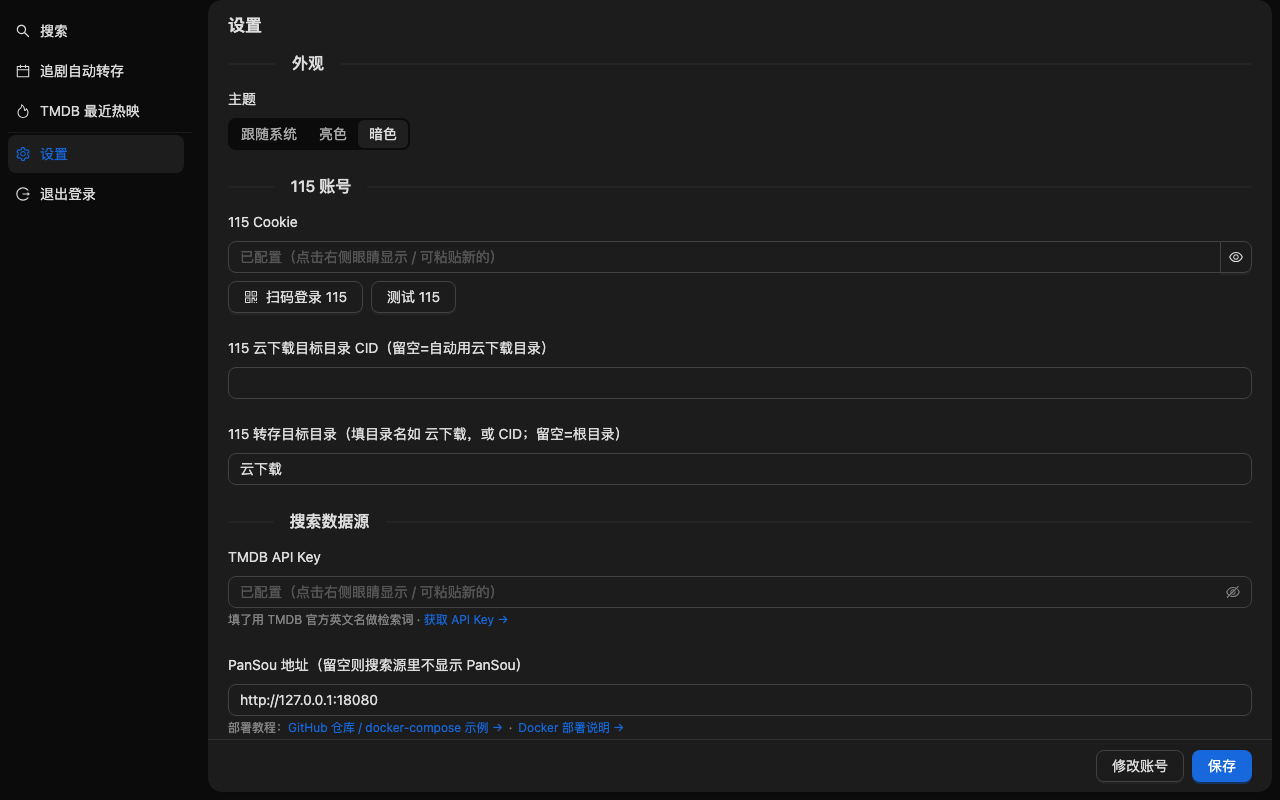 搜索
追剧自动转存
TMDB 最近热映
设置
退出登录
设置
外观
主题
跟随系统 亮色 暗色
115 账号
115 Cookie
已配置（点击右侧眼睛显示 / 可粘贴新的）
扫码登录 115 测试 115
115 云下载目标目录 CID（留空=自动用云下载目录）
115 转存目标目录（填目录名如 云下载，或 CID；留空=根目录）
云下载
搜索数据源
TMDB API Key
已配置（点击右侧眼睛显示 / 可粘贴新的）
填了用 TMDB 官方英文名做检索词 · 获取 API Key →
PanSou 地址（留空则搜索源里不显示 PanSou）
http://127.0.0.1:18080
部署教程：GitHub 仓库 / docker-compose 示例 → · Docker 部署说明 →
修改账号 保存